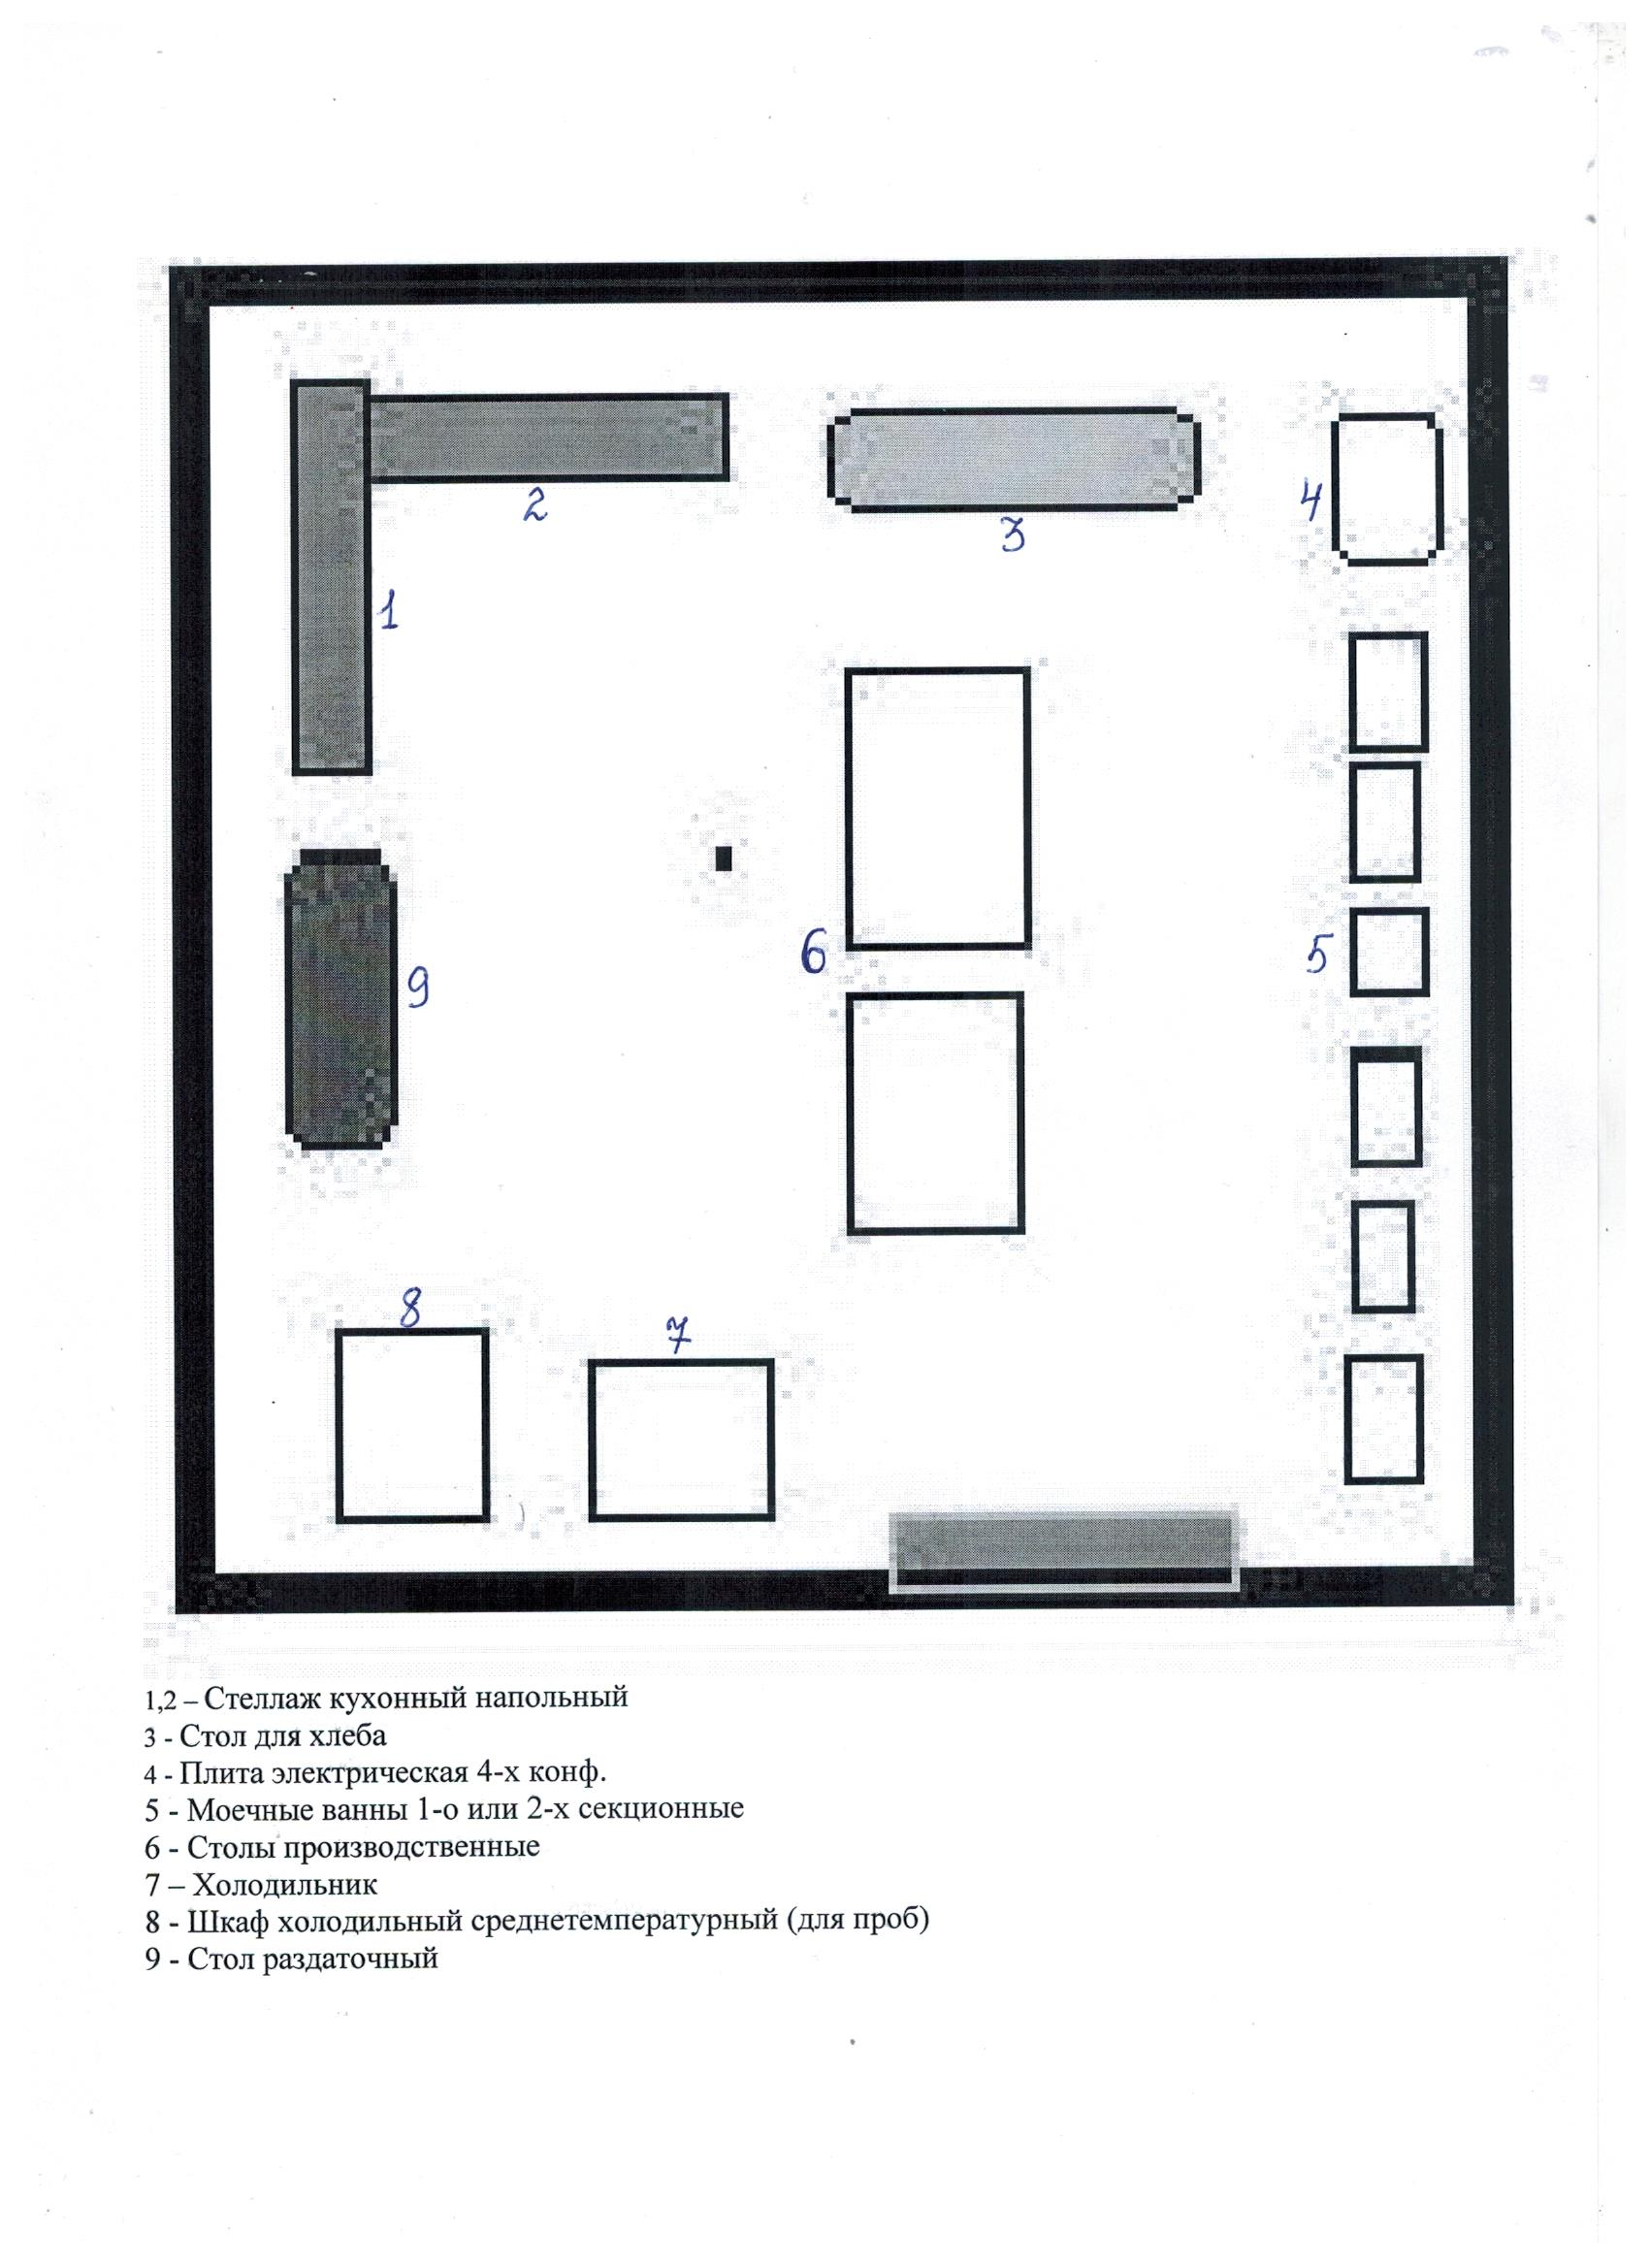 2
3
4
1
6
5
9
8
7
1,2 – Стеллаж кухонный напольный
3 - Стол для хлеба
4 - Плита электрическая 4-х конф.
5 - Моечные ванны 1-о или 2-х секционные
6 - Столы производственные
7 – Холодильник
8 - Шкаф холодильный среднетемпературный (для проб)
9 - Стол раздаточный